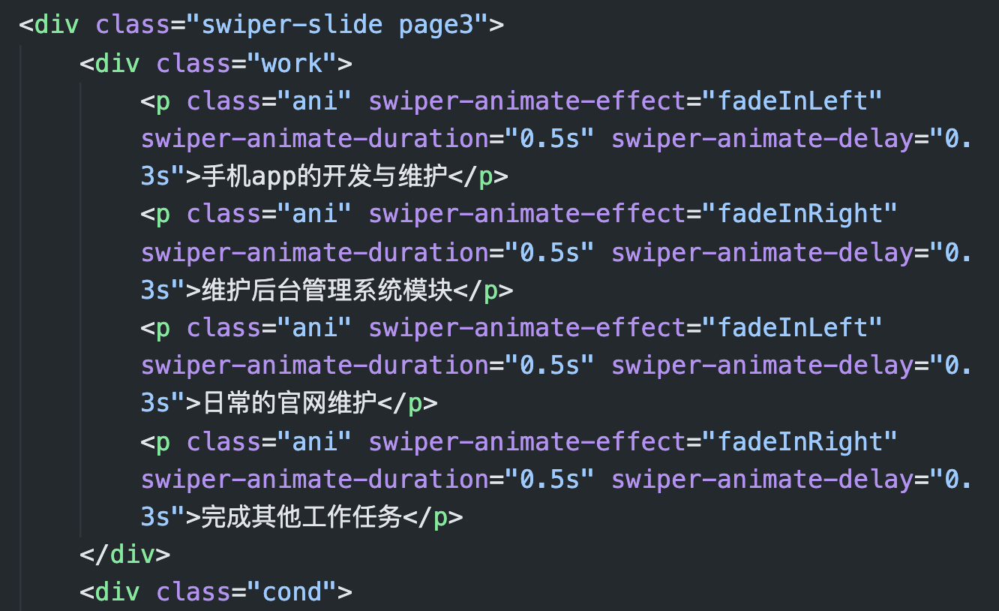 <div class="swiper-slide page3">
<div class="work">
<p class="ani" swiper-animate-effect="fadeInLeft"
swiper-animate-duration="0.5s" swiper-animate-delay="0.
3s">手机app的开发与维护</p>
<p class="ani" swiper-animate-effect="fadeInRight"
swiper-animate-duration="0.5s" swiper-animate-delay="0.
3s">维护后台管理系统模块</p>
<p class="ani" swiper-animate-effect="fadeInLeft"
swiper-animate-duration="0.5s" swiper-animate-delay="0.
3s">日常的官网维护</p>
<p class="ani" swiper-animate-effect="fadeInRight"
swiper-animate-duration="0.5s" swiper-animate-delay="0.
3s">完成其他工作任务</p>
</div>
<div class="cond">